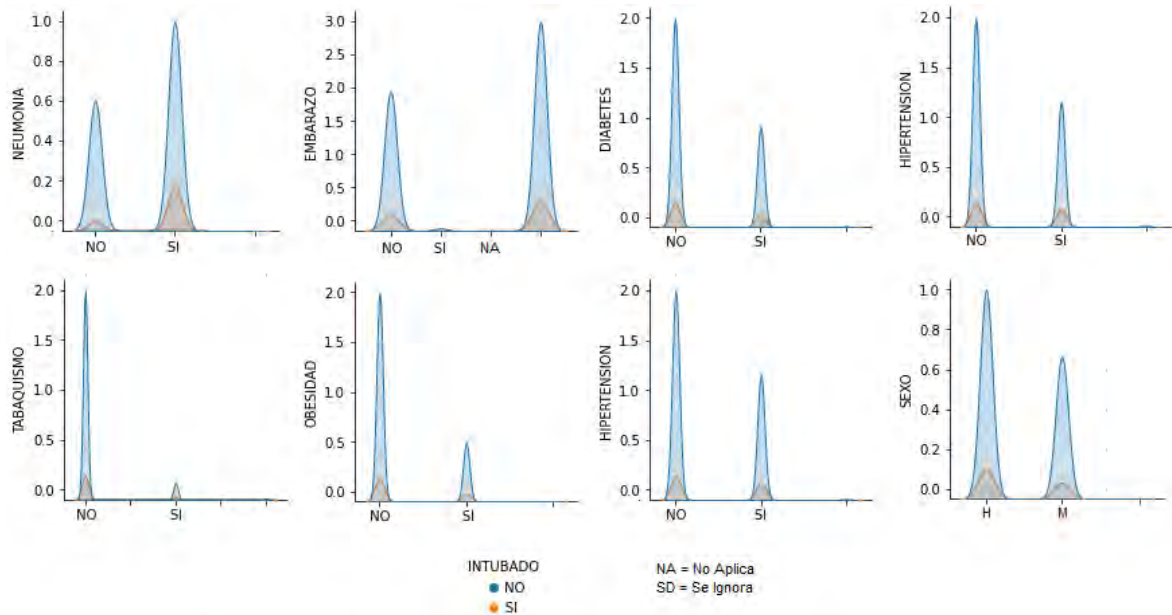 NEUMONIA
1.0
0.8
0.6
0.4
0.2
0.0
NO SI
EMBARAZO
3.0
2.5
2.0
1.5
1.0
0.5
0.0
NO SI NA
DIABETES
2.0
1.5
1.0
0.5
0.0
NO SI
HIPERTENSION
2.0
1.5
1.0
0.5
0.0
NO SI
TABAQUISMO
2.0
1.5
1.0
0.5
0.0
NO SI
OBESIDAD
2.0
1.5
1.0
0.5
0.0
NO SI
HIPERTENSION
2.0
1.5
1.0
0.5
0.0
NO SI
SEXO
1.0
0.8
0.6
0.4
0.2
0.0
H M
INTUBADO
NO
SI
NA = No Aplica
SD = Se Ignora